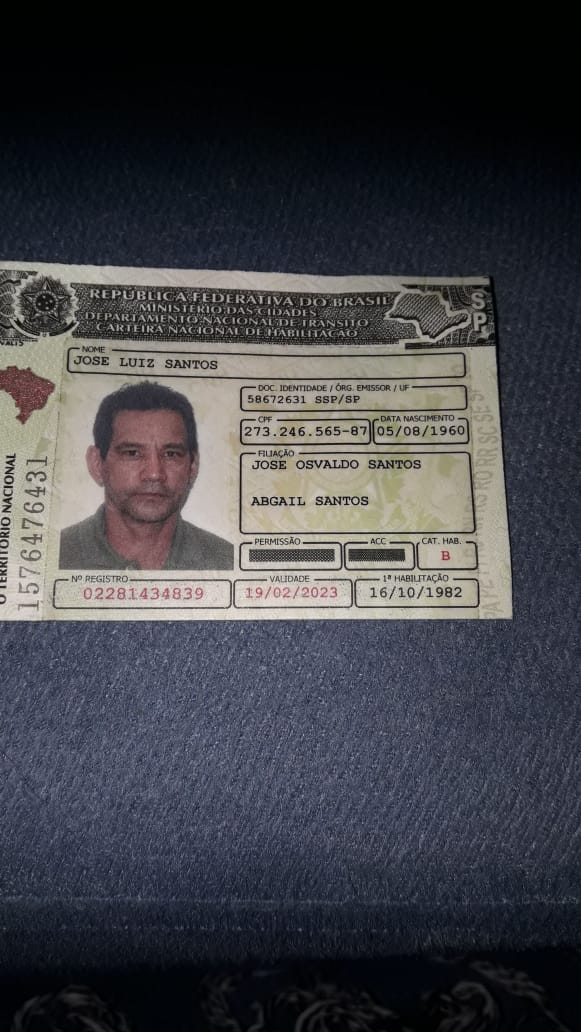 REPÚBLICA FEDERATIVA DO BRASIL
MINISTÉRIO DAS CIDADES
DEPARTAMENTO NACIONAL DE TRÂNSITO
CARTEIRA NACIONAL DE HABILITAÇÃO
SP
NOME
JOSE LUIZ SANTOS
DOC. IDENTIDADE / ÓRG. EMISSOR / UF
58672631 SSP/SP
CPF
273.246.565-87
DATA NASCIMENTO
05/08/1960
FILIAÇÃO
JOSE OSVALDO SANTOS
ABGAIL SANTOS
PERMISSÃO
ACC
CAT. HAB.
B
Nº REGISTRO
02281434839
VALIDADE
19/02/2023
1ª HABILITAÇÃO
16/10/1982
O TERRITÓRIO NACIONAL
1576476431